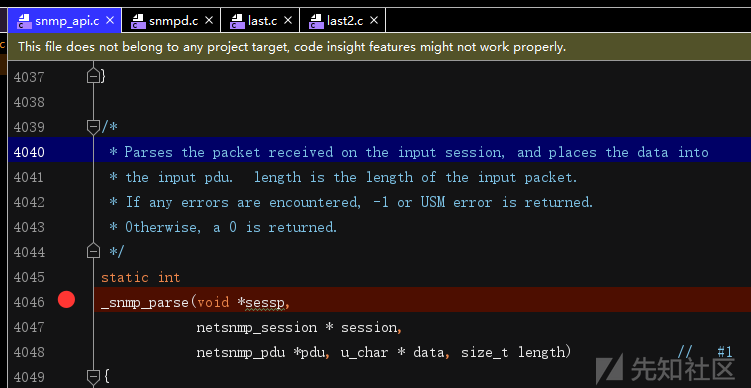 snmp_api.c × snmpd.c × last.c × last2.c ×
This file does not belong to any project target, code insight features might not work properly.
4037 }
4038
4039 /*
4040 * Parses the packet received on the input session, and places the data into
4041 * the input pdu. length is the length of the input packet.
4042 * If any errors are encountered, -1 or USM error is returned.
4043 * Otherwise, a 0 is returned.
4044 */
4045 static int
4046 _snmp_parse(void *sessp,
4047 netsnmp_session * session,
4048 netsnmp_pdu *pdu, u_char * data, size_t length) // #1
4049 {
先知社区